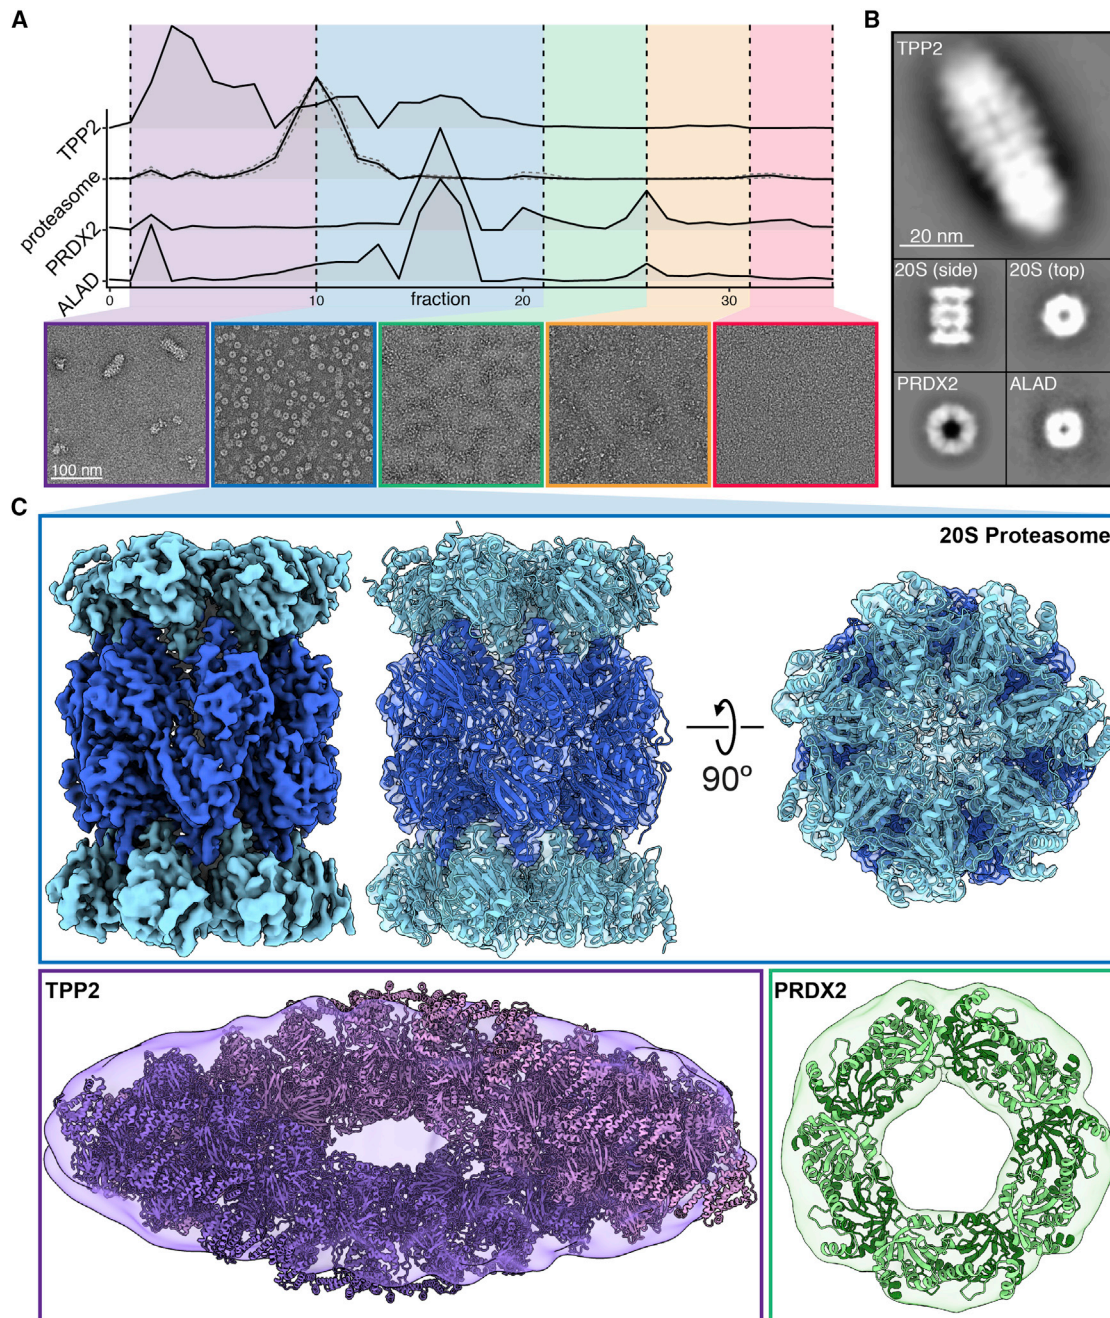 A
B
TPP2
proteasome
PRDX2
ALAD
0
10
fraction
20
30
100 nm
TPP2
20 nm
20S (side)
20S (top)
PRDX2
ALAD
C
20S Proteasome
90º
TPP2
PRDX2